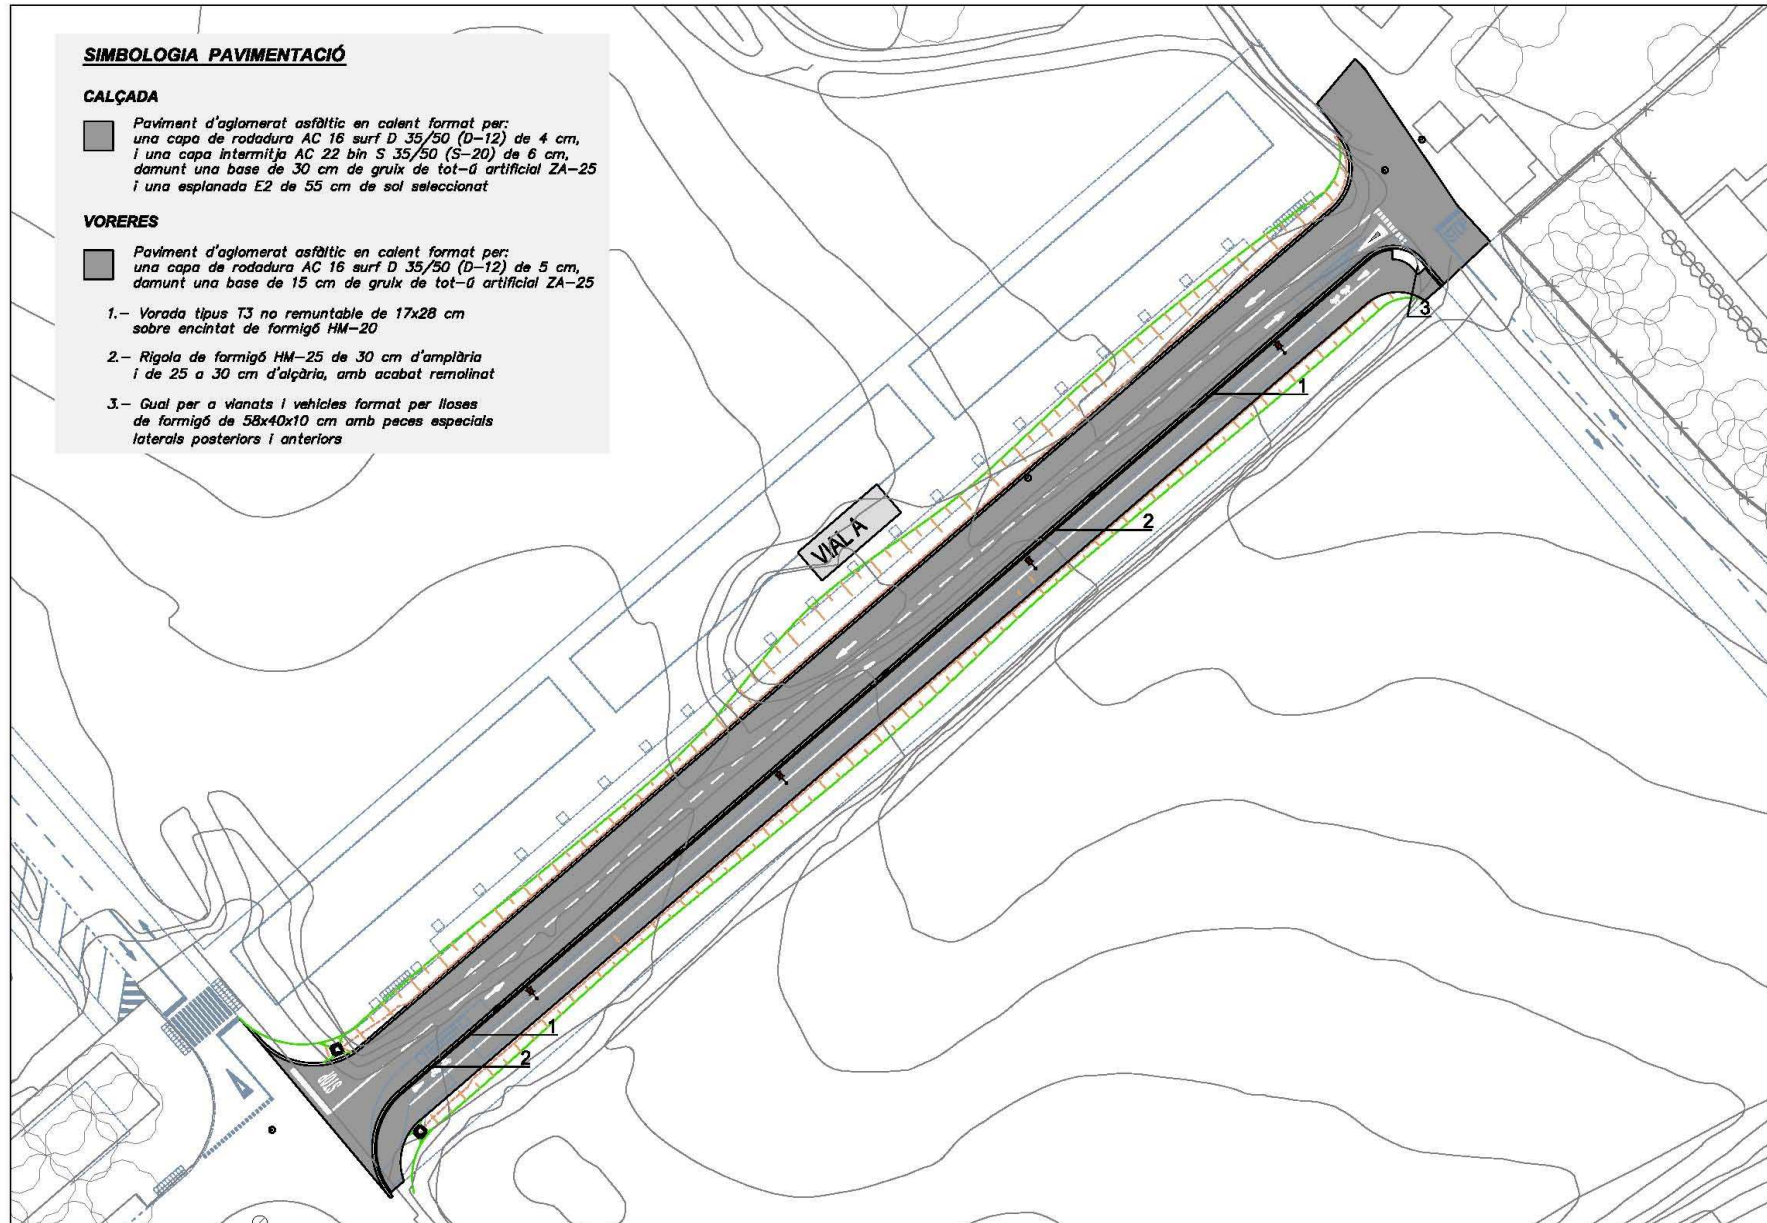 SIMBOLOGIA PAVIMENTACIÓ
CALÇADA
Paviment d'aglomerat asfàltic en calent format per:
una capa de rodadura AC 16 surf D 35/50 (D-12) de 4 cm,
i una capa intermitja AC 22 bin S 35/50 (S-20) de 6 cm,
damunt una base de 30 cm de gruix de tot-ú artificial ZA-25
i una esplanada E2 de 55 cm de sol seleccionat
VORERES
Paviment d'aglomerat asfàltic en calent format per:
una capa de rodadura AC 16 surf D 35/50 (D-12) de 5 cm,
damunt una base de 15 cm de gruix de tot-ú artificial ZA-25
1.- Vorada tipus T3 no remuntable de 17x28 cm
sobre encintat de formigó HM-20
2.- Rigola de formigó HM-25 de 30 cm d'amplària
i de 25 a 30 cm d'alçària, amb acabat remolinat
3.- Gual per a vianats i vehicles format per lloses
de formigó de 58x40x10 cm amb peces especials
laterals posteriors i anteriors
3
1
2
VIAL A
1
2
STOP